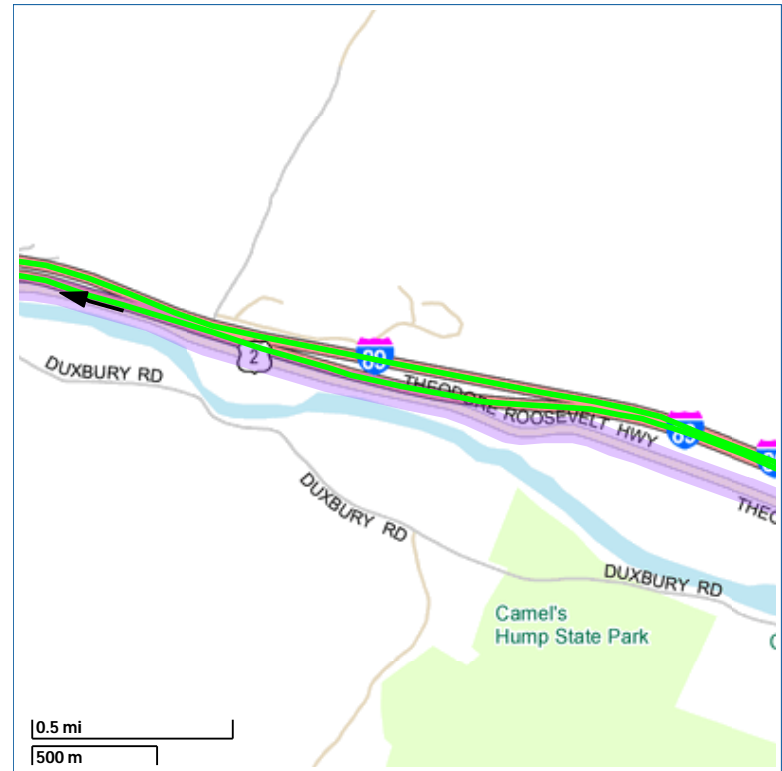 DUXBURY RD
2
89
THEODORE ROOSEVELT HWY
89
THEO
DUXBURY RD
DUXBURY RD
Camel's
Hump State Park
0.5 mi
500 m